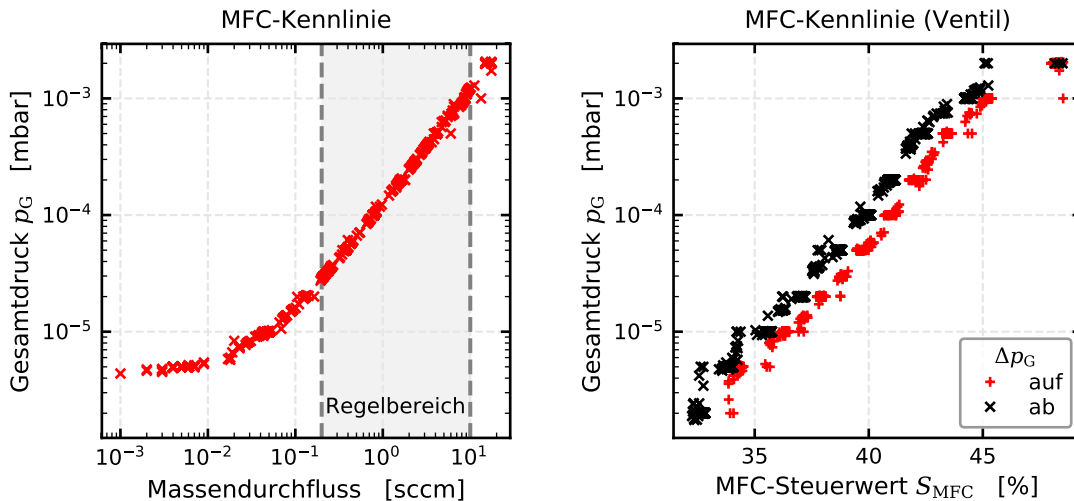 MFC-Kennlinie
Gesamtdruck p_G [mbar]
10⁻³
10⁻⁴
10⁻⁵
Regelbereich
10⁻³ 10⁻² 10⁻¹ 10⁰ 10¹
Massendurchfluss [sccm]
MFC-Kennlinie (Ventil)
Gesamtdruck p_G [mbar]
10⁻³
10⁻⁴
10⁻⁵
Δp_G
auf
ab
35 40 45
MFC-Steuerwert S_MFC [%]